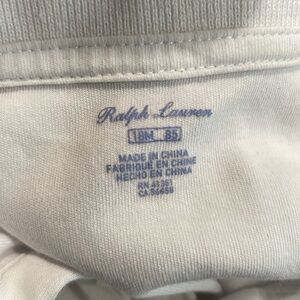 Ralph Lauren
18M 85
MADE IN CHINA
FABRIQUÉ EN CHINE
HECHO EN CHINA
RN 41381
CA 56658